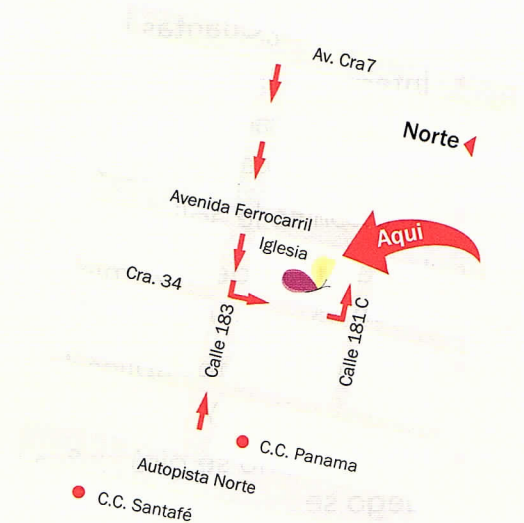 Av. Cra7
Norte
Avenida Ferrocarril
Iglesia
Aqui
Cra. 34
Calle 183
Calle 181 C
C.C. Panama
Autopista Norte
C.C. Santafé